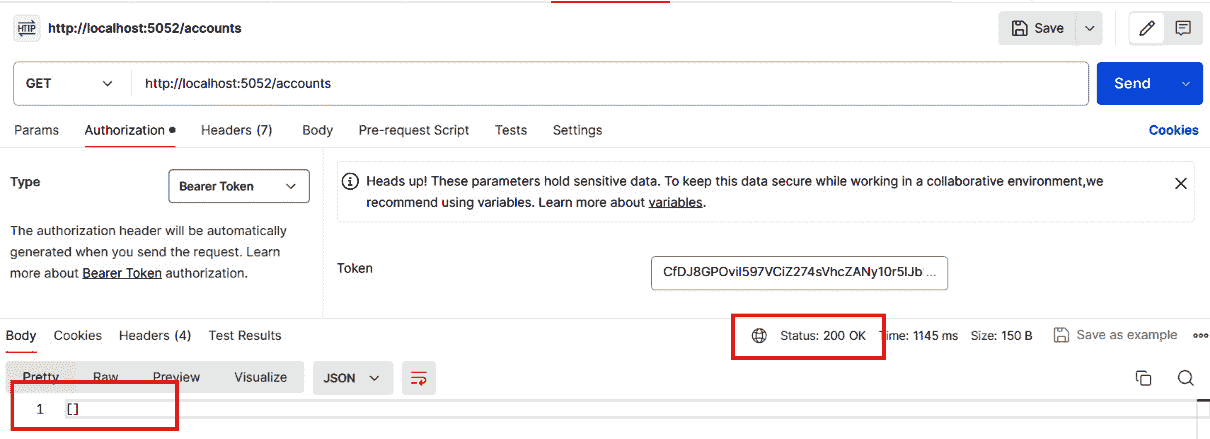 HTTP http://localhost:5052/accounts Save
GET http://localhost:5052/accounts Send
Params Authorization Headers (7) Body Pre-request Script Tests Settings Cookies
Type Bearer Token
Heads up! These parameters hold sensitive data. To keep this data secure while working in a collaborative environment,we
recommend using variables. Learn more about variables.
The authorization header will be automatically
generated when you send the request. Learn
more about Bearer Token authorization.
Token CfDJ8GPOviI597VCiZ274sVhcZANy10r5IJb ...
Body Cookies Headers (4) Test Results Status: 200 OK Time: 1145 ms Size: 150 B Save as example
Pretty Raw Preview Visualize JSON
1 []